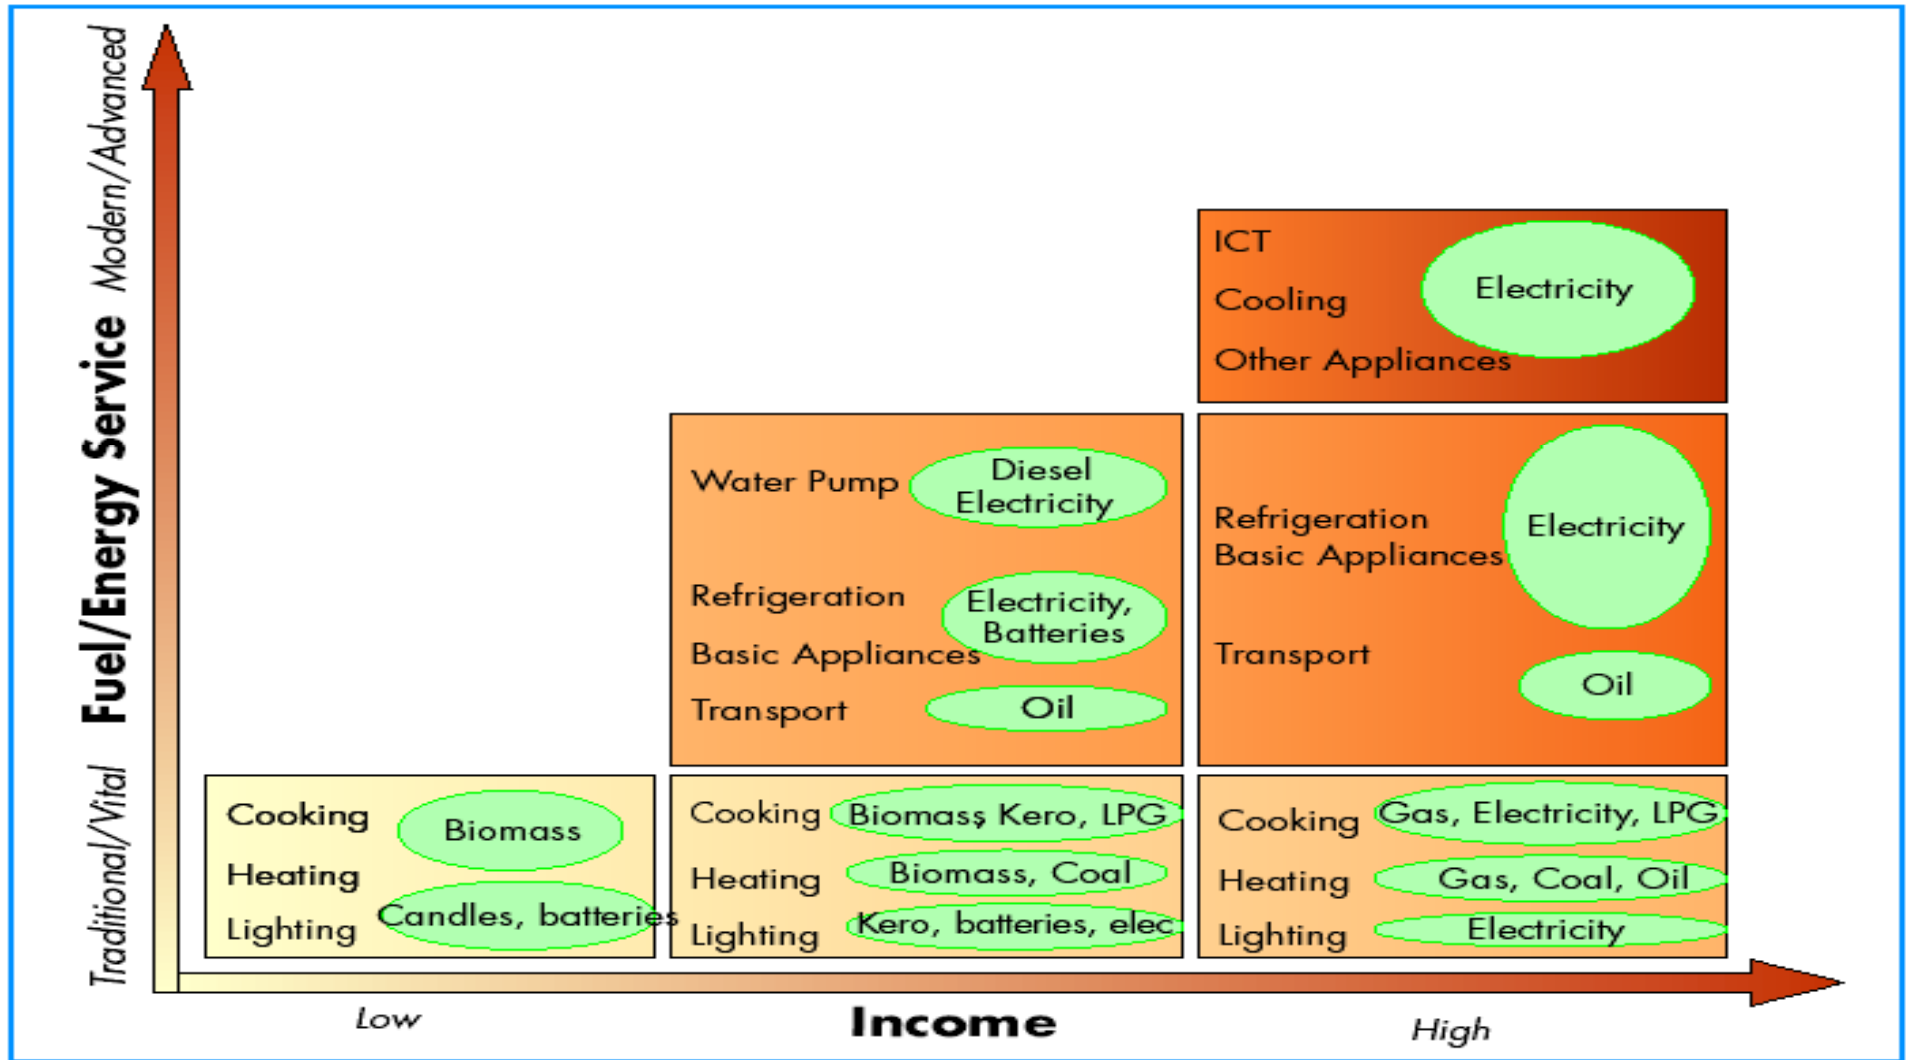 Fuel/Energy Service Modern/Advanced
Traditional/Vital
ICT
Cooling
Other Appliances
Electricity
Water Pump
Diesel
Electricity
Refrigeration
Basic Appliances
Electricity,
Batteries
Transport
Oil
Refrigeration
Basic Appliances
Electricity
Transport
Oil
Cooking
Biomass
Heating
Lighting
Candles, batteries
Cooking
Biomass, Kero, LPG
Heating
Biomass, Coal
Lighting
Kero, batteries, elec
Cooking
Gas, Electricity, LPG
Heating
Gas, Coal, Oil
Lighting
Electricity
Low
Income
High